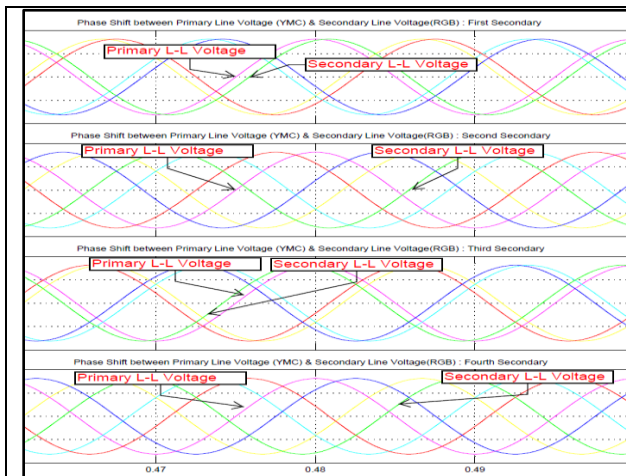 Phase Shift between Primary Line Voltage (YMC) & Secondary Line Voltage(RGB) : First Secondary
Primary L-L Voltage
Secondary L-L Voltage
Phase Shift between Primary Line Voltage (YMC) & Secondary Line Voltage(RGB) : Second Secondary
Primary L-L Voltage
Secondary L-L Voltage
Phase Shift between Primary Line Voltage (YMC) & Secondary Line Voltage(RGB) : Third Secondary
Primary L-L Voltage
Secondary L-L Voltage
Phase Shift between Primary Line Voltage (YMC) & Secondary Line Voltage(RGB) : Fourth Secondary
Primary L-L Voltage
Secondary L-L Voltage
0.47 0.48 0.49